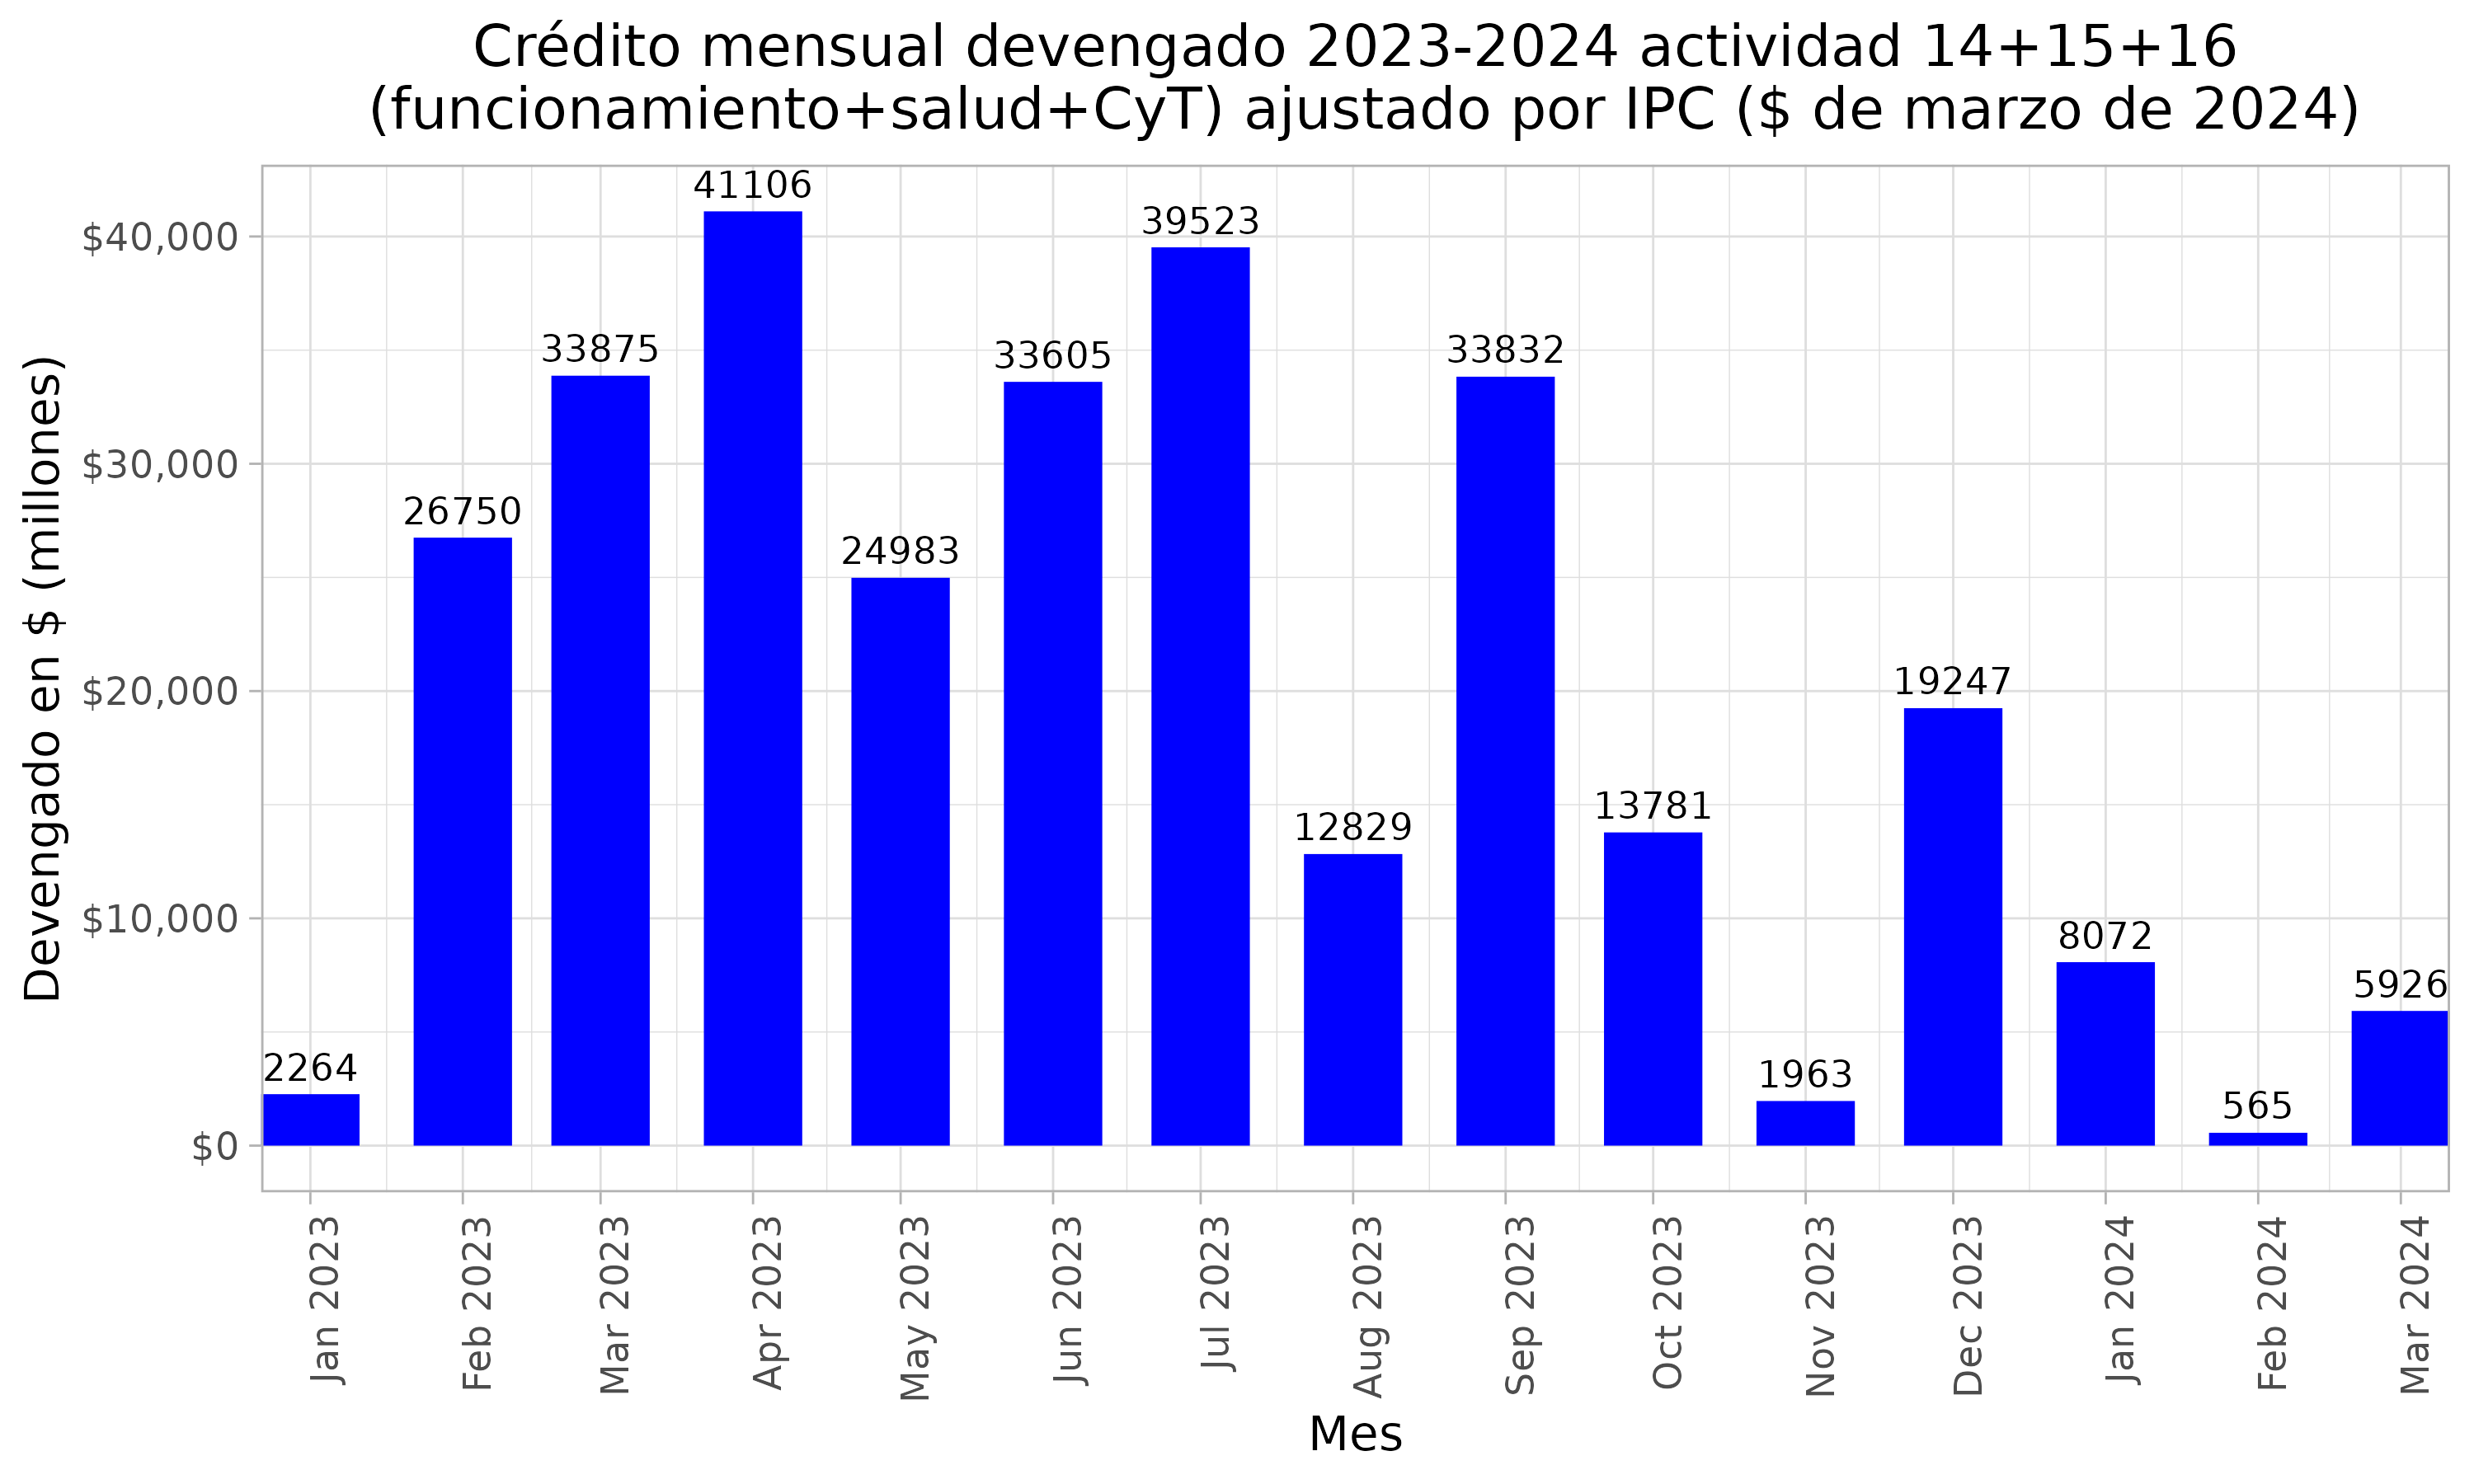 Crédito mensual devengado 2023-2024 actividad 14+15+16
(funcionamiento+salud+CyT) ajustado por IPC ($ de marzo de 2024)
Devengado en $ (millones)
$40,000
$30,000
$20,000
$10,000
$0
2264
26750
33875
41106
24983
33605
39523
12829
33832
13781
1963
19247
8072
565
5926
Jan 2023
Feb 2023
Mar 2023
Apr 2023
May 2023
Jun 2023
Jul 2023
Aug 2023
Sep 2023
Oct 2023
Nov 2023
Dec 2023
Jan 2024
Feb 2024
Mar 2024
Mes